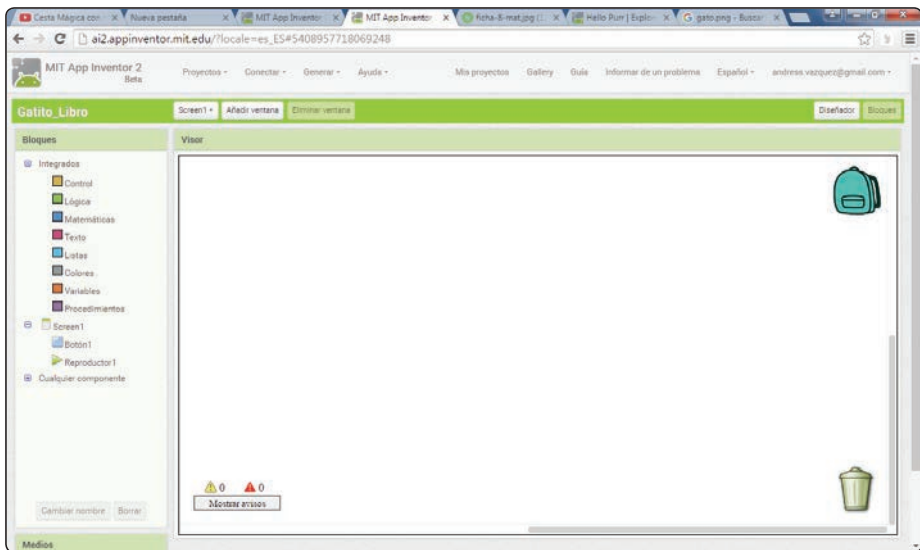 Cesta Mágica con
Nueva pestaña
MIT App Inventor
MIT App Inventor
ficha-8-mat.jpg (1
Hello Purr | Explo
gato.png - Buscar
ai2.appinventor.mit.edu/?locale=es_ES#5408957718069248
MIT App Inventor 2
Beta
Proyectos
Conectar
Generar
Ayuda
Mis proyectos
Gallery
Guía
Informar de un problema
Español
andreas.vazquez@gmail.com
Gatito_Libro
Screen1
Añadir ventana
Eliminar ventana
Diseñador
Bloques
Bloques
Visor
Integrados
Control
Lógica
Matemáticas
Texto
Listas
Colores
Variables
Procedimientos
Screen1
Botón1
Reproductor1
Cualquier componente
0
0
Mostrar avisos
Cambiar nombre
Borrar
Medios